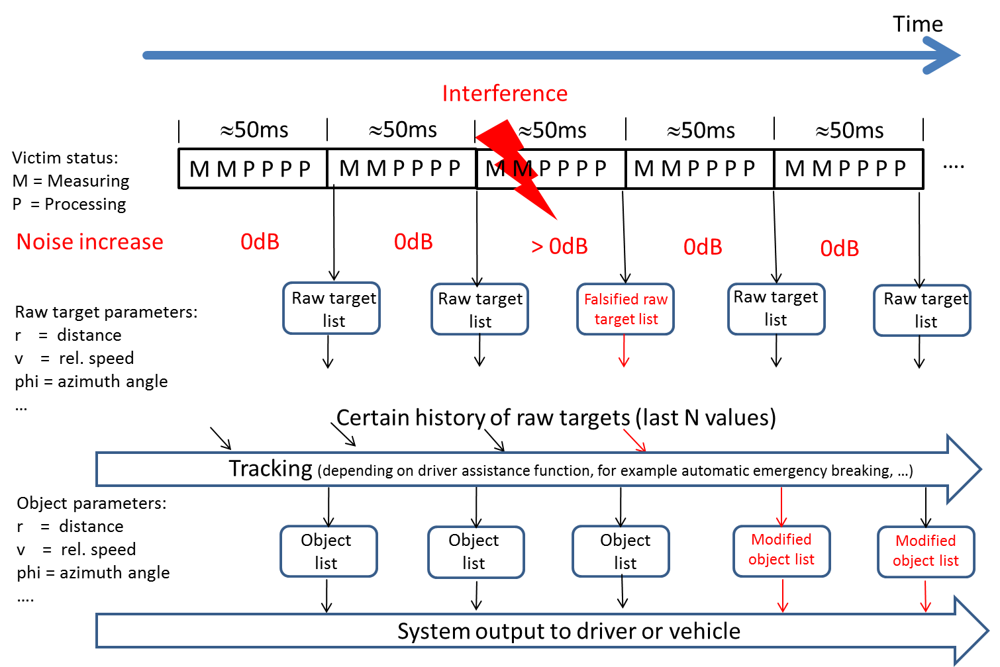 Time
Interference
≈50ms ≈50ms ≈50ms ≈50ms ≈50ms
Victim status:
M = Measuring
P = Processing
M M P P P P M M P P P P M M P P P P M M P P P P M M P P P P ....
Noise increase 0dB 0dB > 0dB 0dB 0dB
Raw target
list
Raw target
list
Falsified raw
target list
Raw target
list
Raw target
list
Raw target parameters:
r = distance
v = rel. speed
phi = azimuth angle
...
Certain history of raw targets (last N values)
Tracking (depending on driver assistance function, for example automatic emergency breaking, ...)
Object parameters:
r = distance
v = rel. speed
phi = azimuth angle
....
Object
list
Object
list
Object
list
Modified
object list
Modified
object list
System output to driver or vehicle